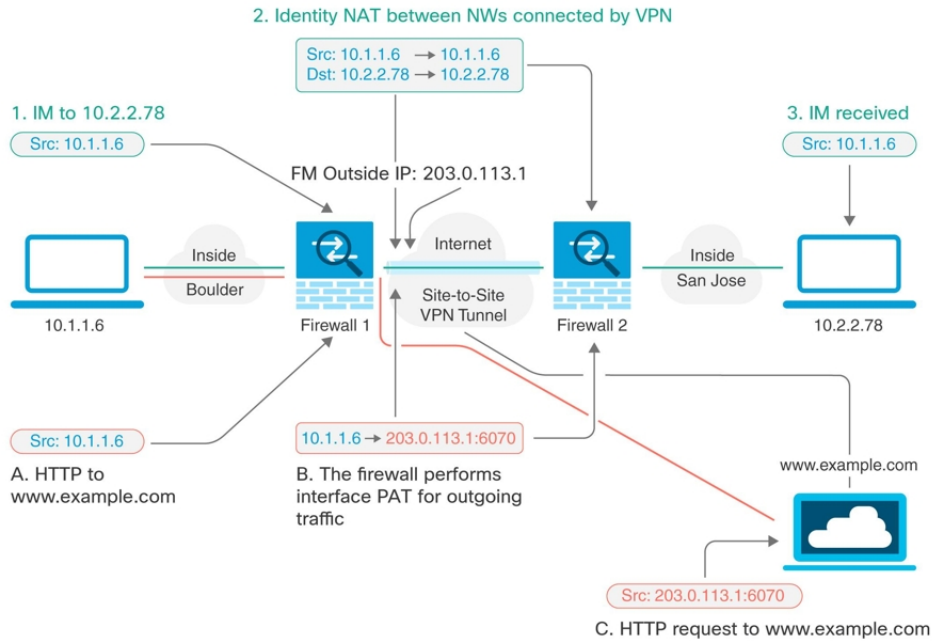 2. Identity NAT between NWs connected by VPN
Src: 10.1.1.6 → 10.1.1.6
Dst: 10.2.2.78 → 10.2.2.78
1. IM to 10.2.2.78
Src: 10.1.1.6
3. IM received
Src: 10.1.1.6
FM Outside IP: 203.0.113.1
Inside
Boulder
Internet
Site-to-Site
VPN Tunnel
Inside
San Jose
10.1.1.6
Firewall 1
Firewall 2
10.2.2.78
Src: 10.1.1.6
A. HTTP to
www.example.com
10.1.1.6 → 203.0.113.1:6070
B. The firewall performs
interface PAT for outgoing
traffic
www.example.com
Src: 203.0.113.1:6070
C. HTTP request to www.example.com